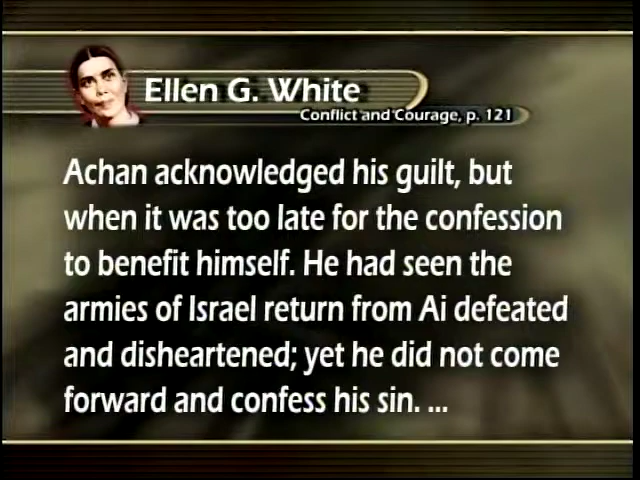 Ellen G. White
Conflict and Courage, p. 121
Achan acknowledged his guilt, but
when it was too late for the confession
to benefit himself. He had seen the
armies of Israel return from Ai defeated
and disheartened; yet he did not come
forward and confess his sin. ...